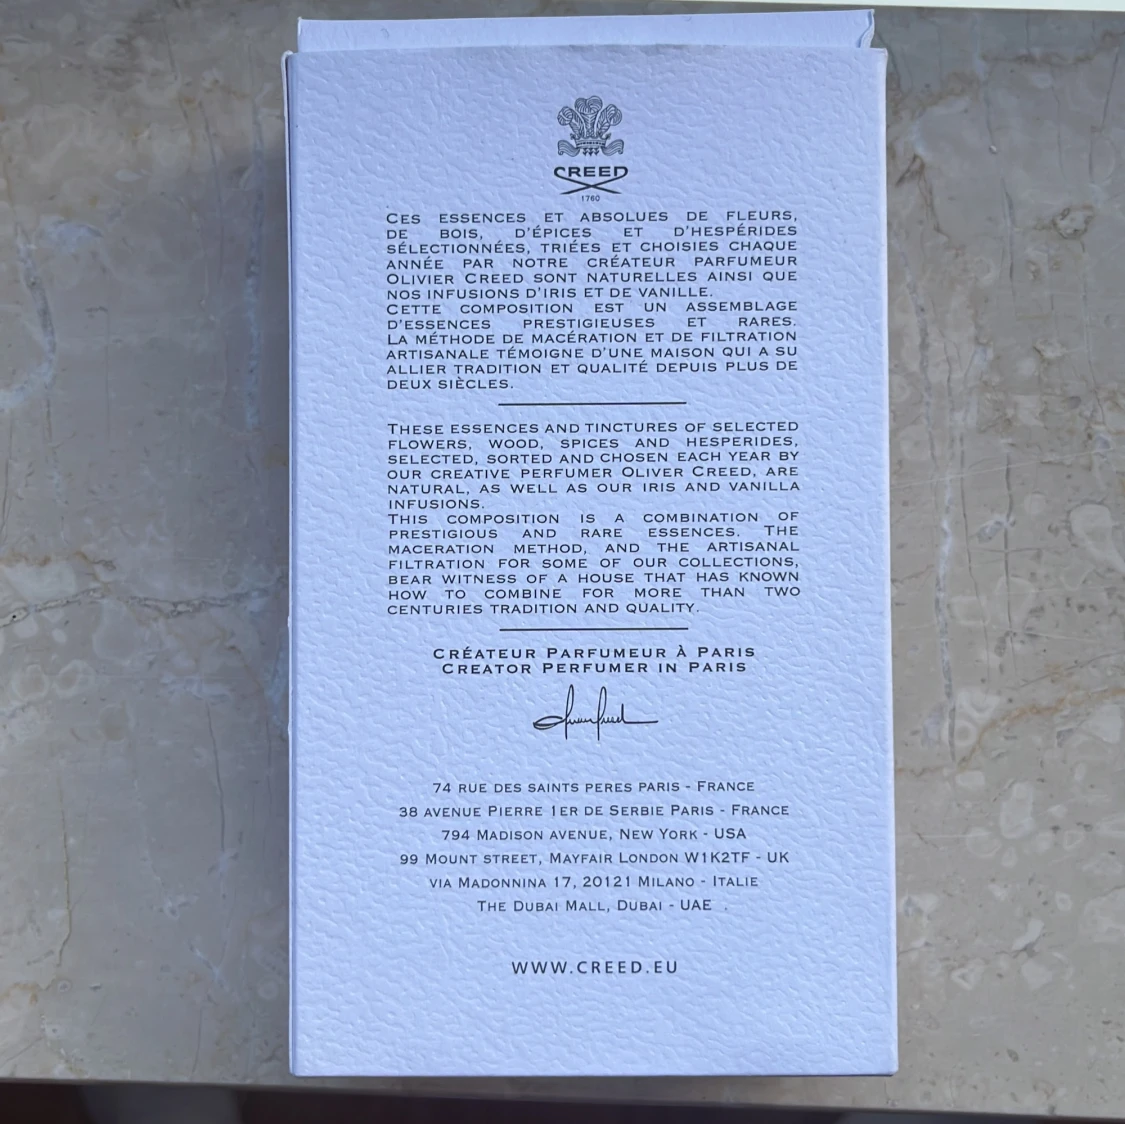 CREED
1760
CES ESSENCES ET ABSOLUES DE FLEURS,
DE BOIS, D'ÉPICES ET D'HESPÉRIDES
SÉLECTIONNÉES, TRIÉES ET CHOISIES CHAQUE
ANNÉE PAR NOTRE CRÉATEUR PARFUMEUR
OLIVIER CREED SONT NATURELLES AINSI QUE
NOS INFUSIONS D'IRIS ET DE VANILLE.
CETTE COMPOSITION EST UN ASSEMBLAGE
D'ESSENCES PRESTIGIEUSES ET RARES.
LA MÉTHODE DE MACÉRATION ET DE FILTRATION
ARTISANALE TÉMOIGNE D'UNE MAISON QUI A SU
ALLIER TRADITION ET QUALITÉ DEPUIS PLUS DE
DEUX SIÈCLES.
THESE ESSENCES AND TINCTURES OF SELECTED
FLOWERS, WOOD, SPICES AND HESPERIDES,
SELECTED, SORTED AND CHOSEN EACH YEAR BY
OUR CREATIVE PERFUMER OLIVER CREED, ARE
NATURAL, AS WELL AS OUR IRIS AND VANILLA
INFUSIONS.
THIS COMPOSITION IS A COMBINATION OF
PRESTIGIOUS AND RARE ESSENCES. THE
MACERATION METHOD, AND THE ARTISANAL
FILTRATION FOR SOME OF OUR COLLECTIONS,
BEAR WITNESS OF A HOUSE THAT HAS KNOWN
HOW TO COMBINE FOR MORE THAN TWO
CENTURIES TRADITION AND QUALITY.
CRÉATEUR PARFUMEUR À PARIS
CREATOR PERFUMER IN PARIS
74 RUE DES SAINTS PERES PARIS - FRANCE
38 AVENUE PIERRE 1ER DE SERBIE PARIS - FRANCE
794 MADISON AVENUE, NEW YORK - USA
99 MOUNT STREET, MAYFAIR LONDON W1K2TF - UK
VIA MADONNINA 17, 20121 MILANO - ITALIE
THE DUBAI MALL, DUBAI - UAE .
WWW.CREED.EU